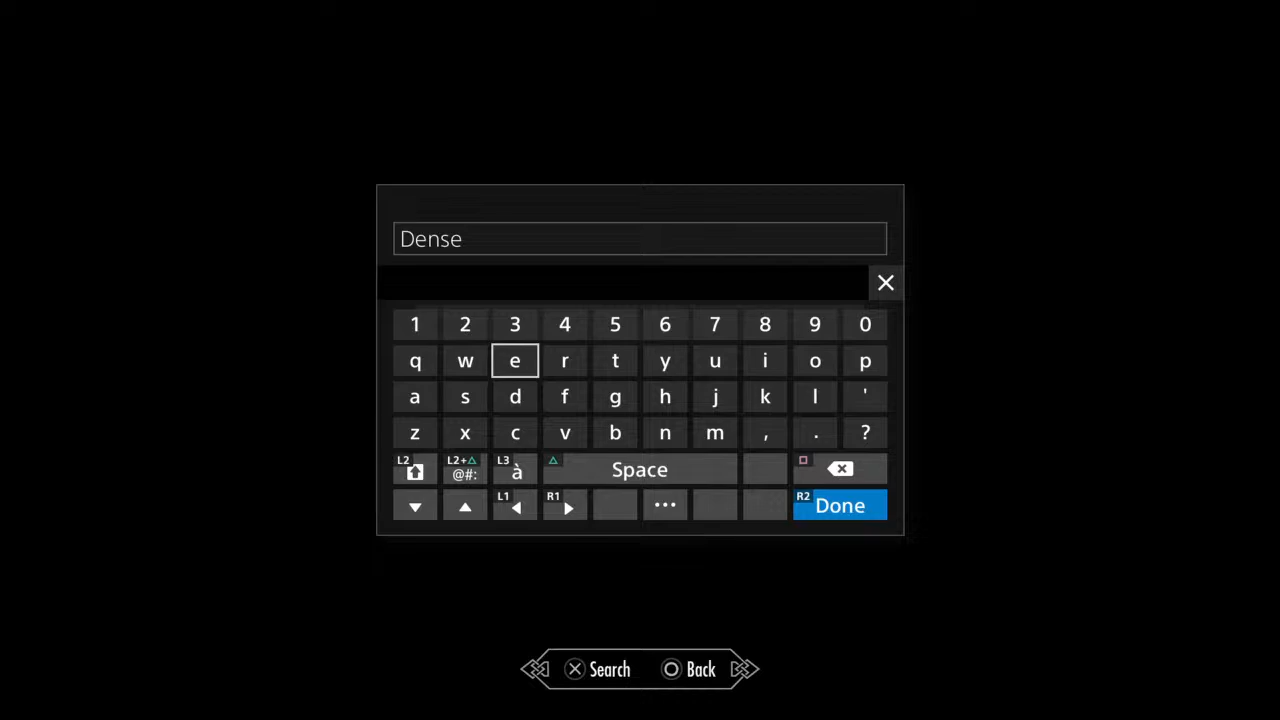 Dense
1 2 3 4 5 6 7 8 9 0
q w e r t y u i o p
a s d f g h j k l '
z x c v b n m , . ?
L2 L2+△ @#: L3 à △ Space
L1 R1 ... R2 Done
Search Back